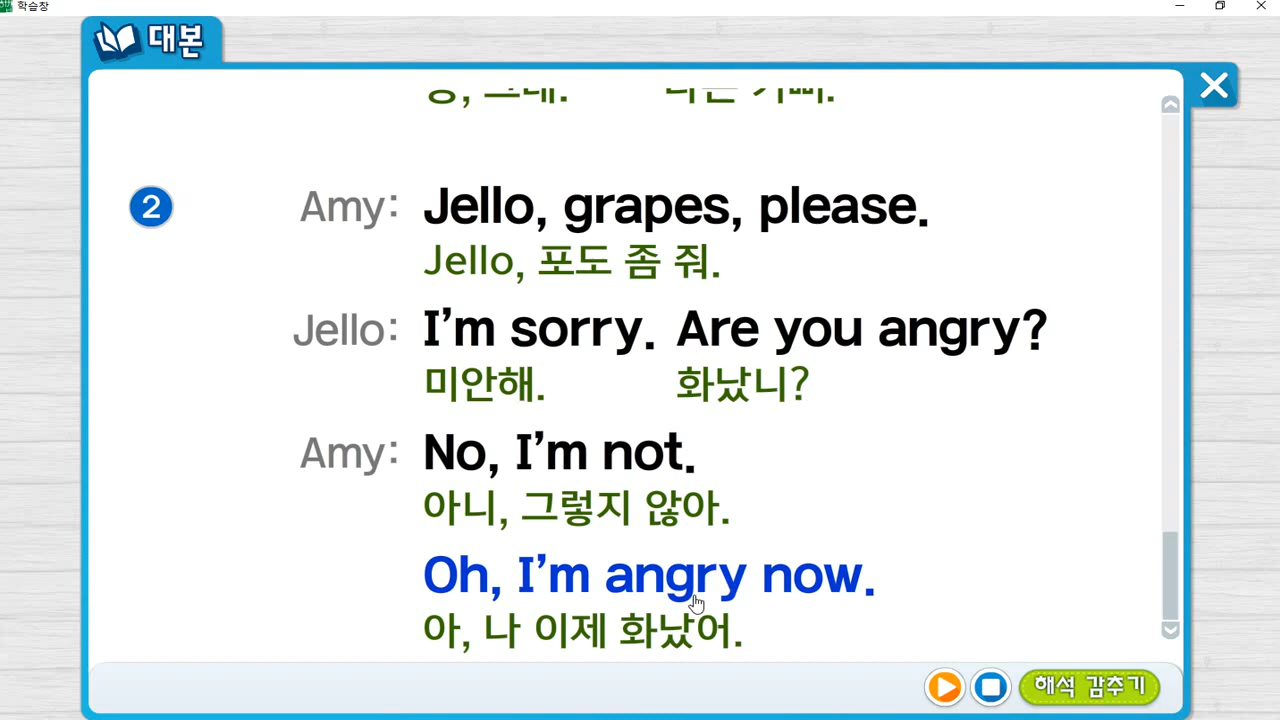 학습장
대본
2
Amy: Jello, grapes, please.
Jello, 포도 좀 줘.
Jello: I'm sorry. Are you angry?
미안해. 화났니?
Amy: No, I'm not.
아니, 그렇지 않아.
Oh, I'm angry now.
아, 나 이제 화났어.
해석 감추기